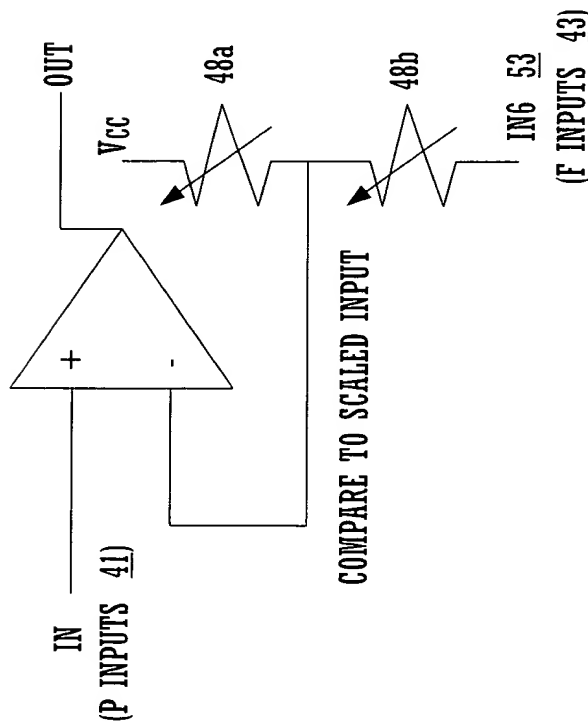 OUT
Vcc
48a
+
-
48b
IN
(P INPUTS 41)
COMPARE TO SCALED INPUT
IN6 53
(F INPUTS 43)